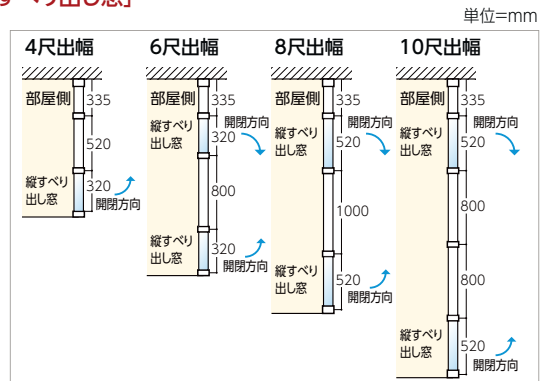 すべり出し窓」
単位=mm
4尺出幅
部屋側
335
520
縦すべり
出し窓
320
開閉方向
6尺出幅
部屋側
335
縦すべり
出し窓
開閉方向
320
800
縦すべり
出し窓
320
開閉方向
8尺出幅
部屋側
335
縦すべり
出し窓
開閉方向
520
1000
縦すべり
出し窓
520
開閉方向
10尺出幅
部屋側
335
縦すべり
出し窓
開閉方向
520
800
800
縦すべり
出し窓
520
開閉方向